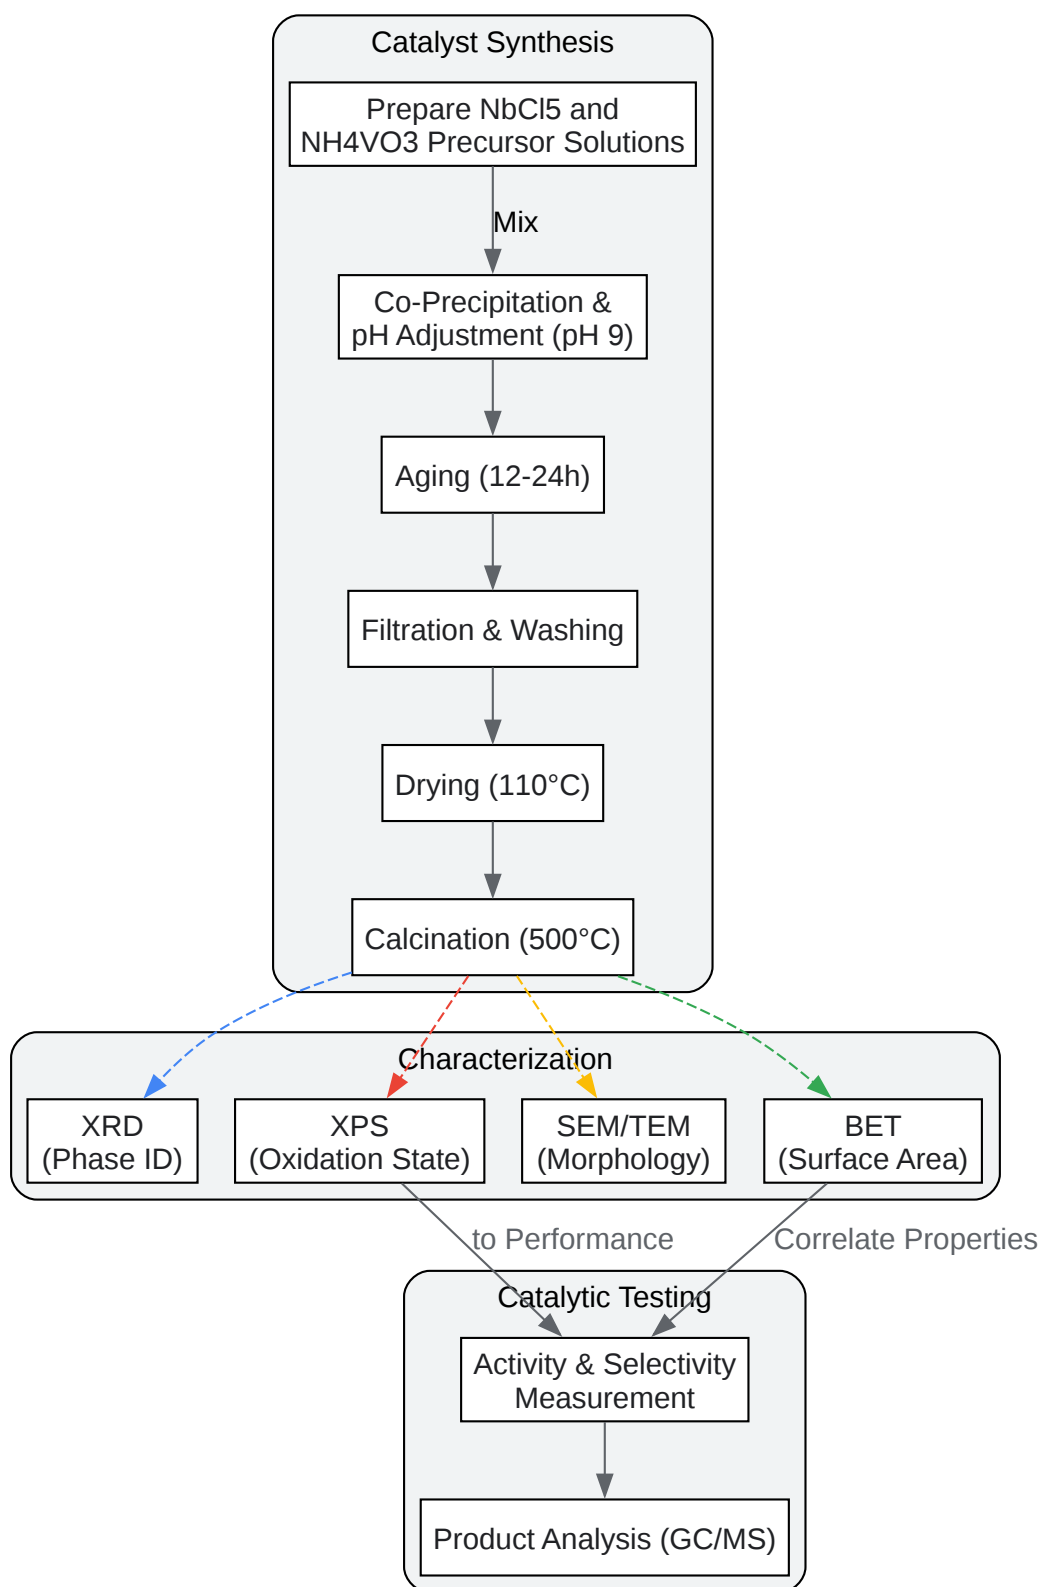 Catalyst Synthesis
Prepare NbCl5 and
NH4VO3 Precursor Solutions
Mix
Co-Precipitation &
pH Adjustment (pH 9)
Aging (12-24h)
Filtration & Washing
Drying (110°C)
Calcination (500°C)
Characterization
XRD
(Phase ID)
XPS
(Oxidation State)
SEM/TEM
(Morphology)
BET
(Surface Area)
to Performance
Correlate Properties
Catalytic Testing
Activity & Selectivity
Measurement
Product Analysis (GC/MS)